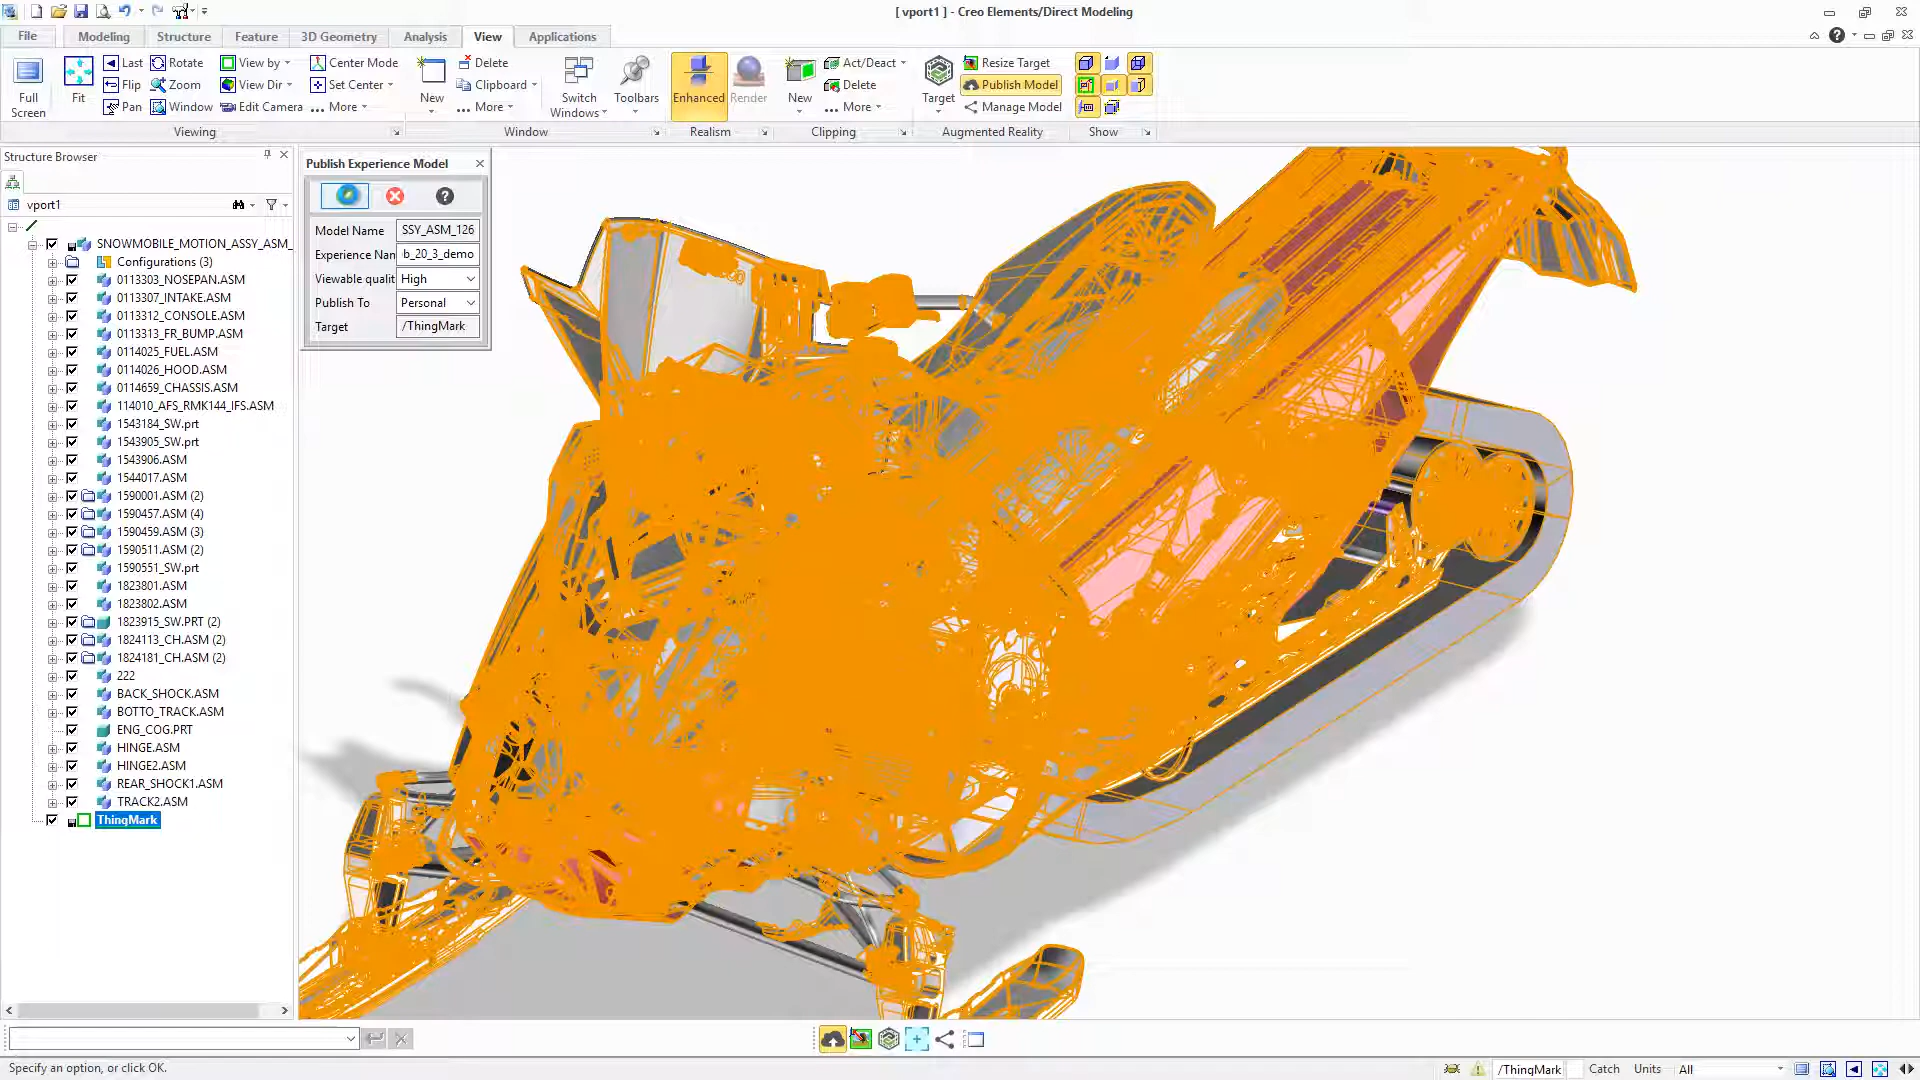 [ vport1 ] - Creo Elements/Direct Modeling
File Modeling Structure Feature 3D Geometry Analysis View Applications
Full Screen
Fit
Last Rotate View by Center Mode
Flip Zoom View Dir Set Center
Pan Window Edit Camera ... More
Viewing
New
Delete
Clipboard
... More
Switch Windows
Toolbars
Window
Enhanced
Render
Realism
New
Act/Deact
Delete
... More
Clipping
Target
Resize Target
Publish Model
Manage Model
Augmented Reality
Show
Structure Browser
vport1
SNOWMOBILE_MOTION_ASSY_ASM_
Configurations (3)
0113303_NOSEPAN.ASM
0113307_INTAKE.ASM
0113312_CONSOLE.ASM
0113313_FR_BUMP.ASM
0114025_FUEL.ASM
0114026_HOOD.ASM
0114659_CHASSIS.ASM
114010_AFS_RMK144_IFS.ASM
1543184_SW.prt
1543905_SW.prt
1543906.ASM
1544017.ASM
1590001.ASM (2)
1590457.ASM (4)
1590459.ASM (3)
1590511.ASM (2)
1590551_SW.prt
1823801.ASM
1823802.ASM
1823915_SW.PRT (2)
1824113_CH.ASM (2)
1824181_CH.ASM (2)
222
BACK_SHOCK.ASM
BOTTO_TRACK.ASM
ENG_COG.PRT
HINGE.ASM
HINGE2.ASM
REAR_SHOCK1.ASM
TRACK2.ASM
ThingMark
Publish Experience Model
Model Name SSY_ASM_126
Experience Nan b_20_3_demo
Viewable qualit High
Publish To Personal
Target /ThingMark
Specify an option, or click OK.
/ThingMark Catch Units All